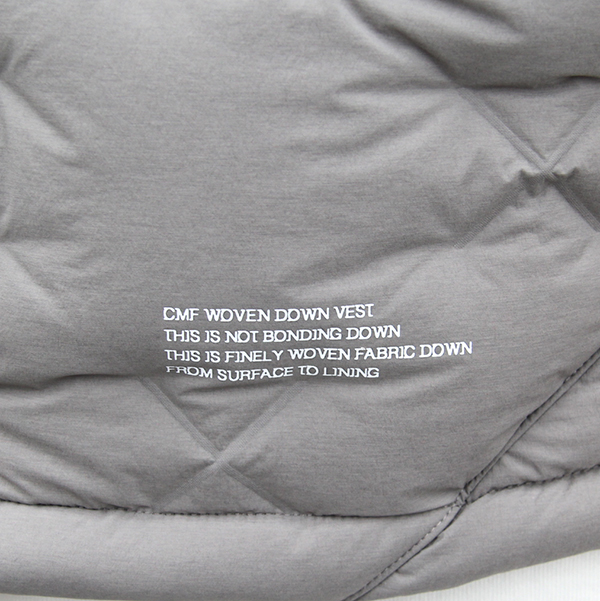 CMF WOVEN DOWN VEST
THIS IS NOT BONDING DOWN
THIS IS FINELY WOVEN FABRIC DOWN
FROM SURFACE TO LINING